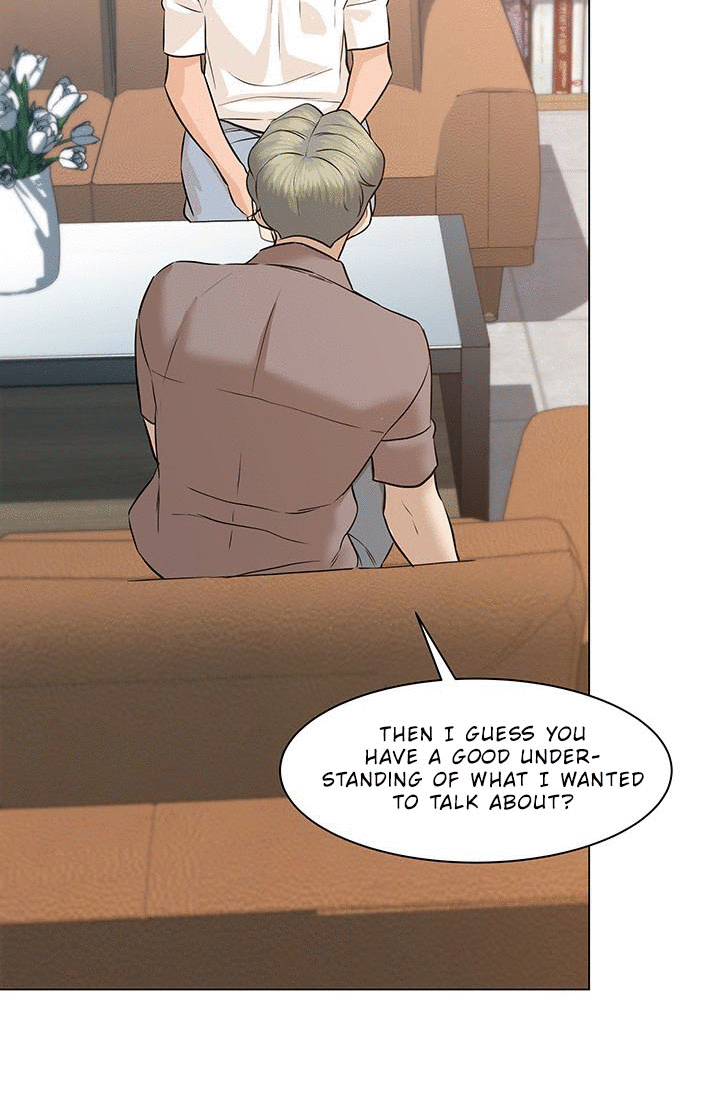 THEN I GUESS YOU
HAVE A GOOD UNDER-
STANDING OF WHAT I WANTED
TO TALK ABOUT?